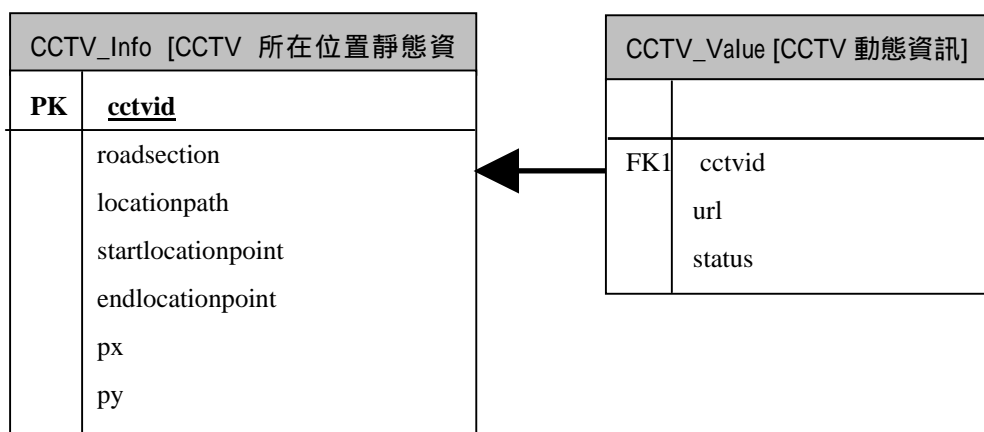 CCTV_Info [CCTV 所在位置靜態資
PK cctvid
roadsection
locationpath
startlocationpoint
endlocationpoint
px
py
CCTV_Value [CCTV 動態資訊]
FK1 cctvid
url
status